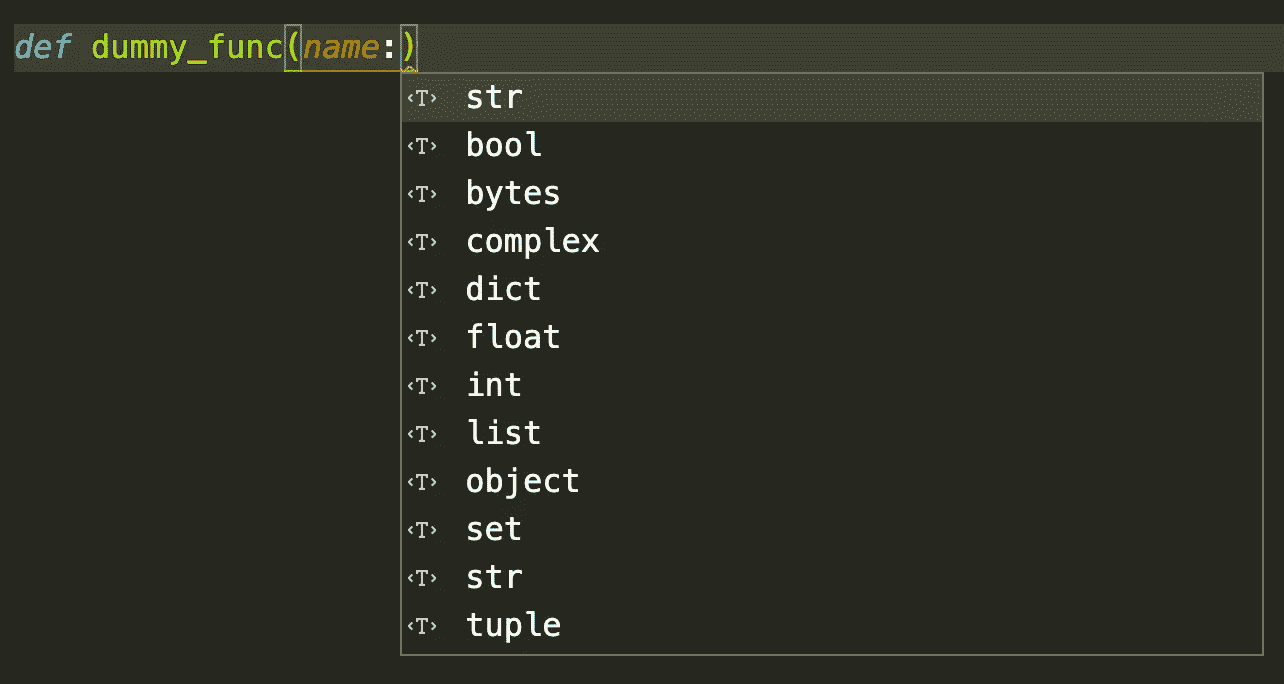 def dummy_func(name:)
<T> str
<T> bool
<T> bytes
<T> complex
<T> dict
<T> float
<T> int
<T> list
<T> object
<T> set
<T> str
<T> tuple